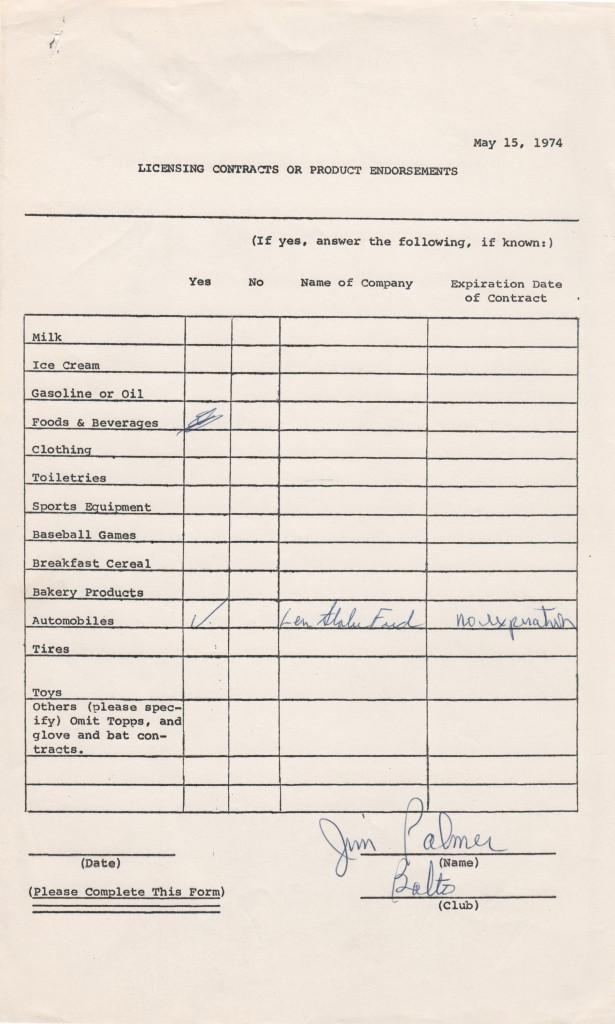 May 15, 1974
LICENSING CONTRACTS OR PRODUCT ENDORSEMENTS
(If yes, answer the following, if known:)
Yes No Name of Company Expiration Date
of Contract
Milk
Ice Cream
Gasoline or Oil
Foods & Beverages
Clothing
Toiletries
Sports Equipment
Baseball Games
Breakfast Cereal
Bakery Products
Automobiles ✓ Len Ford no expiration
Tires
Toys
Others (please spec-
ify) Omit Topps, and
glove and bat con-
tracts.
Jim Palmer
(Date) (Name)
Balto
(Please Complete This Form)
(Club)